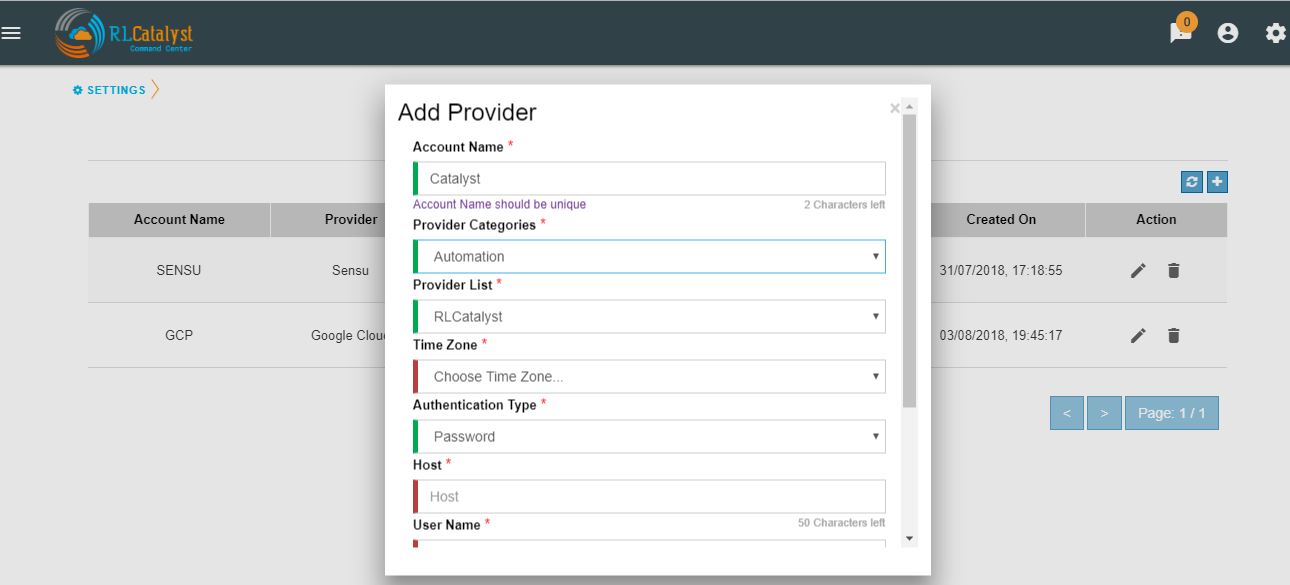 RLCatalyst
Command Center
0
SETTINGS
Add Provider
×
Account Name *
Catalyst
Account Name should be unique
2 Characters left
Provider Categories *
Automation
Provider List *
RLCatalyst
Time Zone *
Choose Time Zone...
Authentication Type *
Password
Host *
Host
50 Characters left
User Name *
Account Name Provider Created On Action
SENSU Sensu 31/07/2018, 17:18:55
GCP Google Clou 03/08/2018, 19:45:17
< > Page: 1 / 1